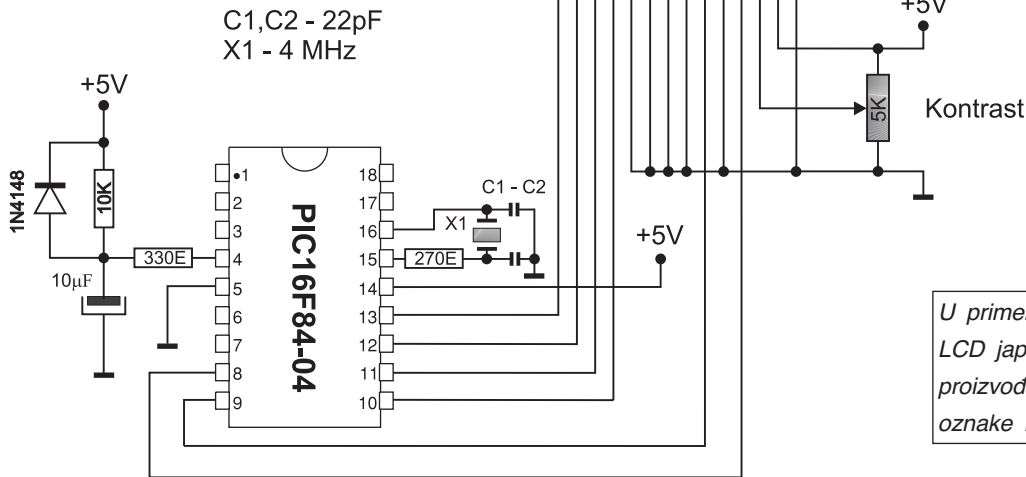 C1,C2 - 22pF
X1 - 4 MHz
+5V
+5V
5K
Kontrast
1N4148
10K
330E
10µF
•1
2
3
4
5
6
7
8
9
PIC16F84-04
18
17
16
15
14
13
12
11
10
C1 - C2
X1
270E
+5V
U prime
LCD jap
proizvod
oznake